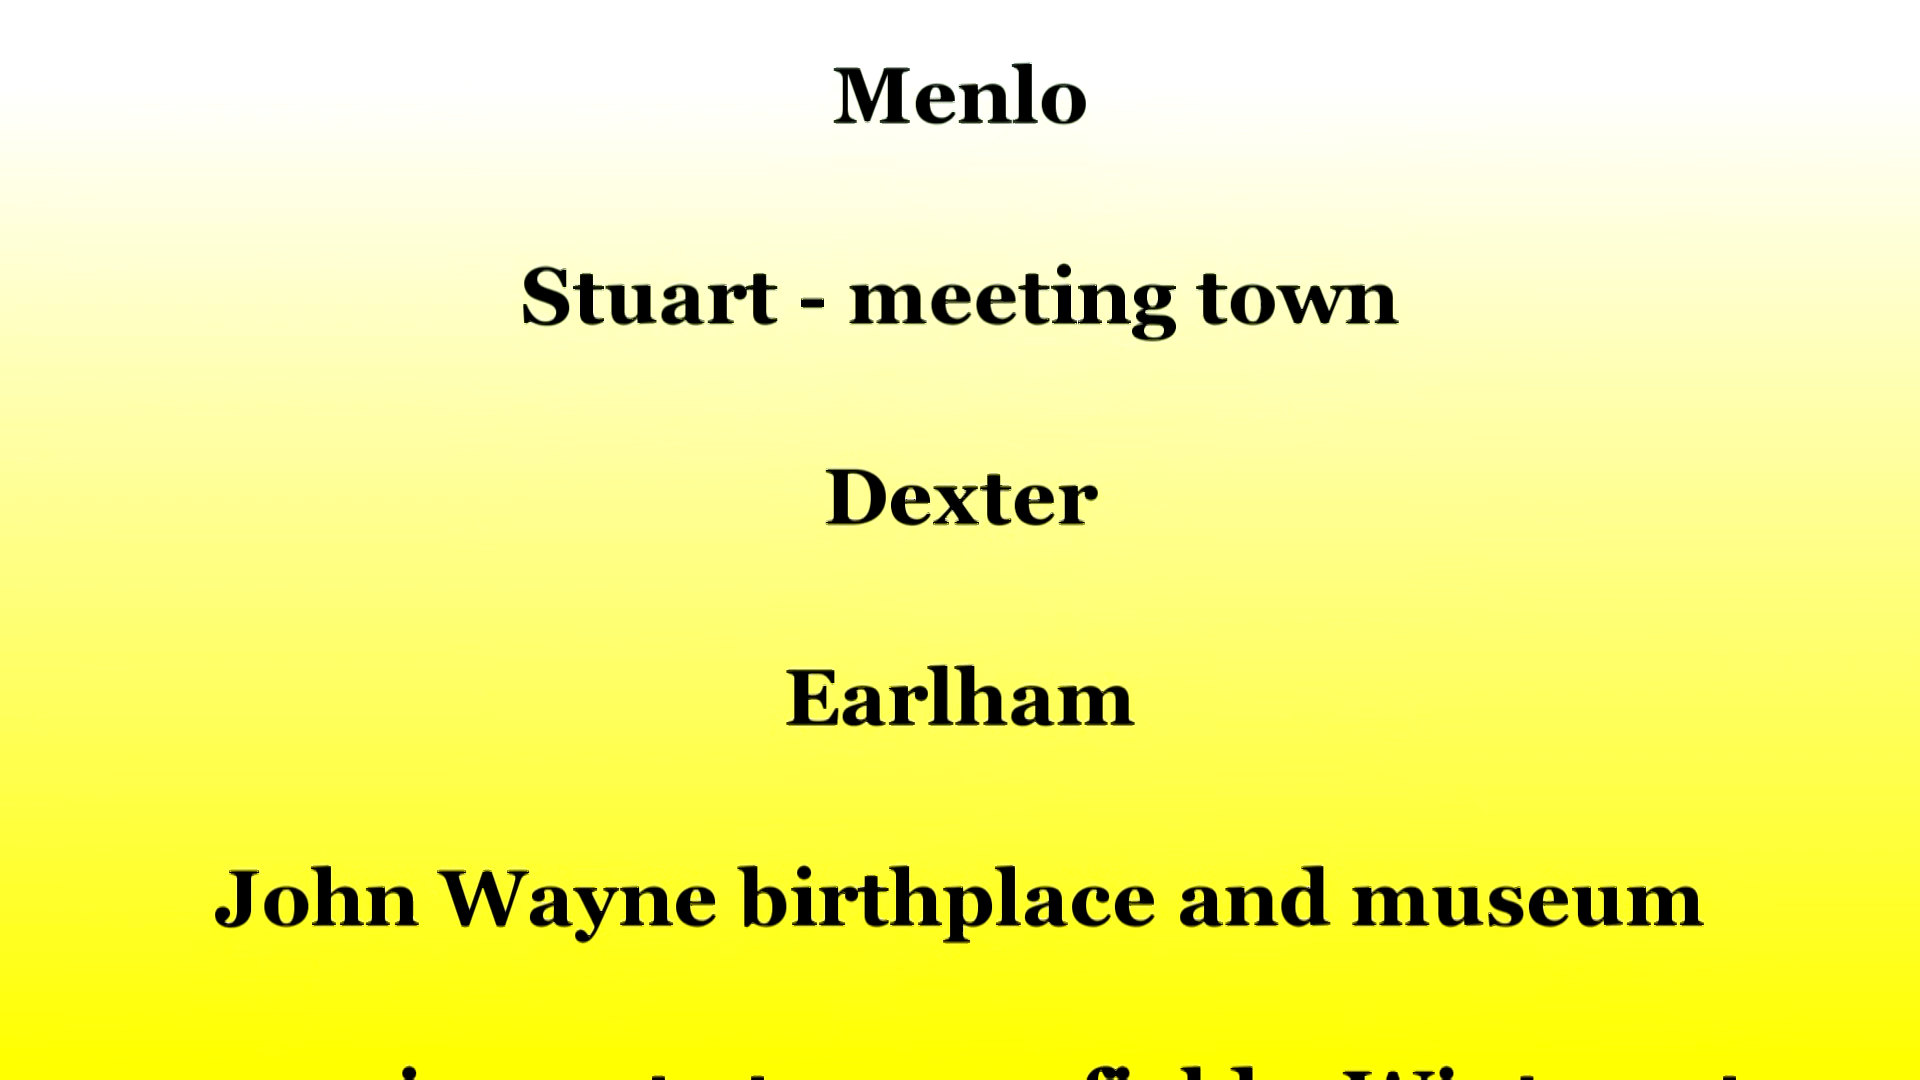 Menlo
Stuart - meeting town
Dexter
Earlham
John Wayne birthplace and museum